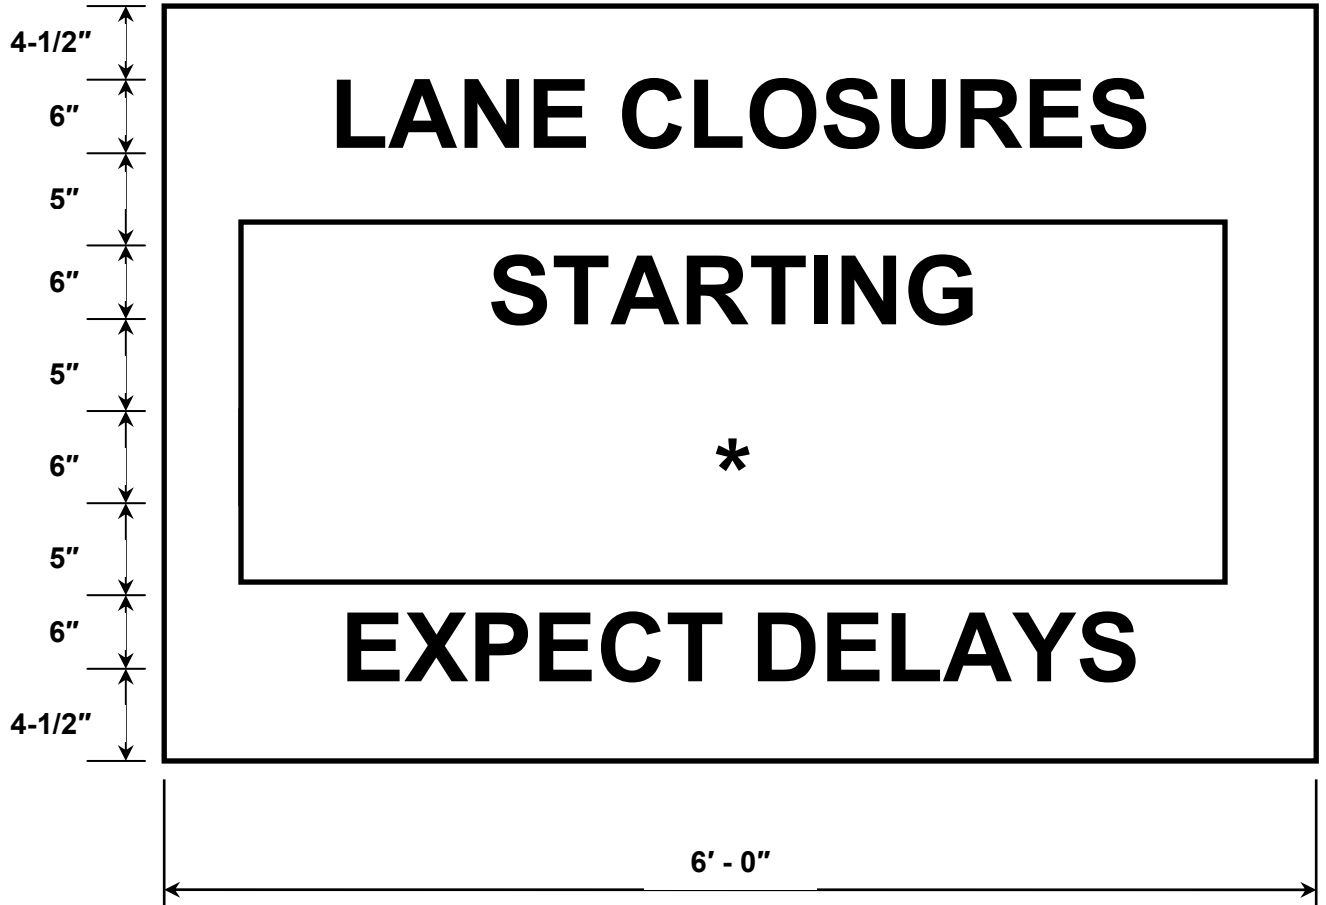 4-1/2″
LANE CLOSURES
6″
5″
STARTING
6″
5″
*
6″
5″
EXPECT DELAYS
6″
4-1/2″
6′ - 0″